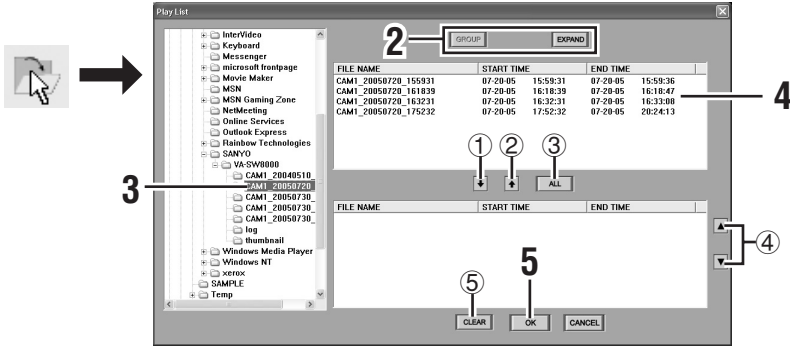 Play List
InterVideo
Keyboard
Messenger
microsoft frontpage
Movie Maker
MSN
MSN Gaming Zone
NetMeeting
Online Services
Outlook Express
Rainbow Technologies
SANYO
VA-SW8000
CAM1_20040510_
CAM1_20050720_
CAM1_20050730_
CAM1_20050730_
CAM1_20050730_
log
thumbnail
Windows Media Player
Windows NT
xerox
SAMPLE
Temp
3
2
GROUP EXPAND
FILE NAME START TIME END TIME
CAM1_20050720_155931 07-20-05 15:59:31 07-20-05 15:59:36
CAM1_20050720_161839 07-20-05 16:18:39 07-20-05 16:18:47
CAM1_20050720_163231 07-20-05 16:32:31 07-20-05 16:33:08
CAM1_20050720_175232 07-20-05 17:52:32 07-20-05 20:24:13
4
① ② ③
ALL
FILE NAME START TIME END TIME
④
⑤ 5
CLEAR OK CANCEL